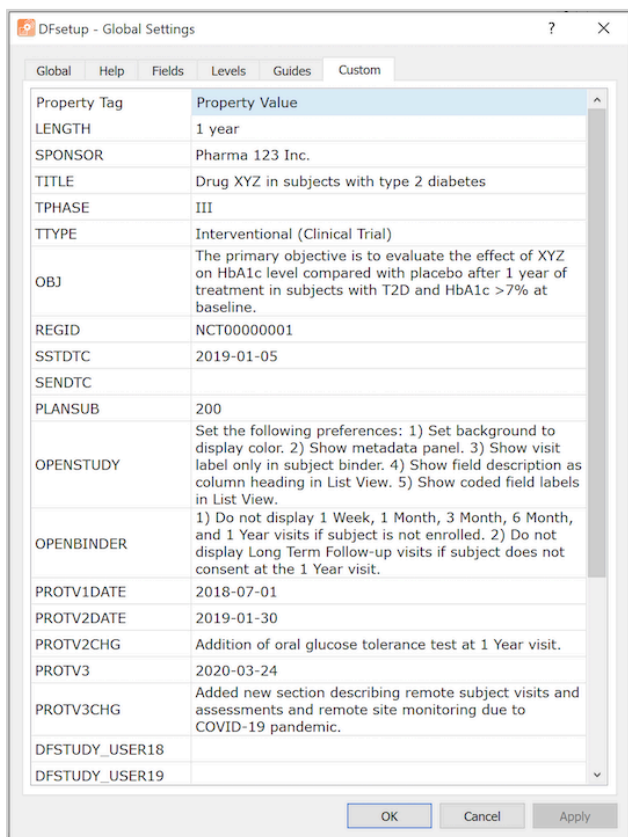 DFsetup - Global Settings
Global Help Fields Levels Guides Custom
Property Tag Property Value
LENGTH 1 year
SPONSOR Pharma 123 Inc.
TITLE Drug XYZ in subjects with type 2 diabetes
TPHASE III
TTYPE Interventional (Clinical Trial)
OBJ
The primary objective is to evaluate the effect of XYZ
on HbA1c level compared with placebo after 1 year of
treatment in subjects with T2D and HbA1c >7% at
baseline.
REGID NCT00000001
SSTDTC 2019-01-05
SENDTC
PLANSUB 200
OPENSTUDY
Set the following preferences: 1) Set background to
display color. 2) Show metadata panel. 3) Show visit
label only in subject binder. 4) Show field description as
column heading in List View. 5) Show coded field labels
in List View.
OPENBINDER
1) Do not display 1 Week, 1 Month, 3 Month, 6 Month,
and 1 Year visits if subject is not enrolled. 2) Do not
display Long Term Follow-up visits if subject does not
consent at the 1 Year visit.
PROTV1DATE 2018-07-01
PROTV2DATE 2019-01-30
PROTV2CHG Addition of oral glucose tolerance test at 1 Year visit.
PROTV3 2020-03-24
PROTV3CHG
Added new section describing remote subject visits and
assessments and remote site monitoring due to
COVID-19 pandemic.
DFSTUDY_USER18
DFSTUDY_USER19
OK Cancel Apply